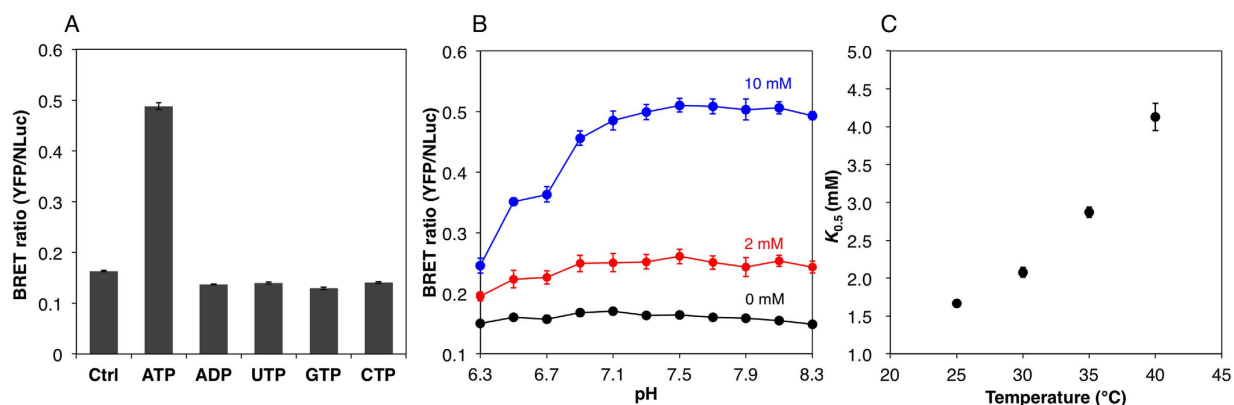 A
BRET ratio (YFP/NLuc)
0.6
0.5
0.4
0.3
0.2
0.1
0
Ctrl ATP ADP UTP GTP CTP
B
BRET ratio (YFP/NLuc)
0.6
0.5
0.4
0.3
0.2
0.1
10 mM
2 mM
0 mM
6.3 6.7 7.1 7.5 7.9 8.3
pH
C
K0.5 (mM)
5.0
4.5
4.0
3.5
3.0
2.5
2.0
1.5
1.0
20 25 30 35 40 45
Temperature (°C)